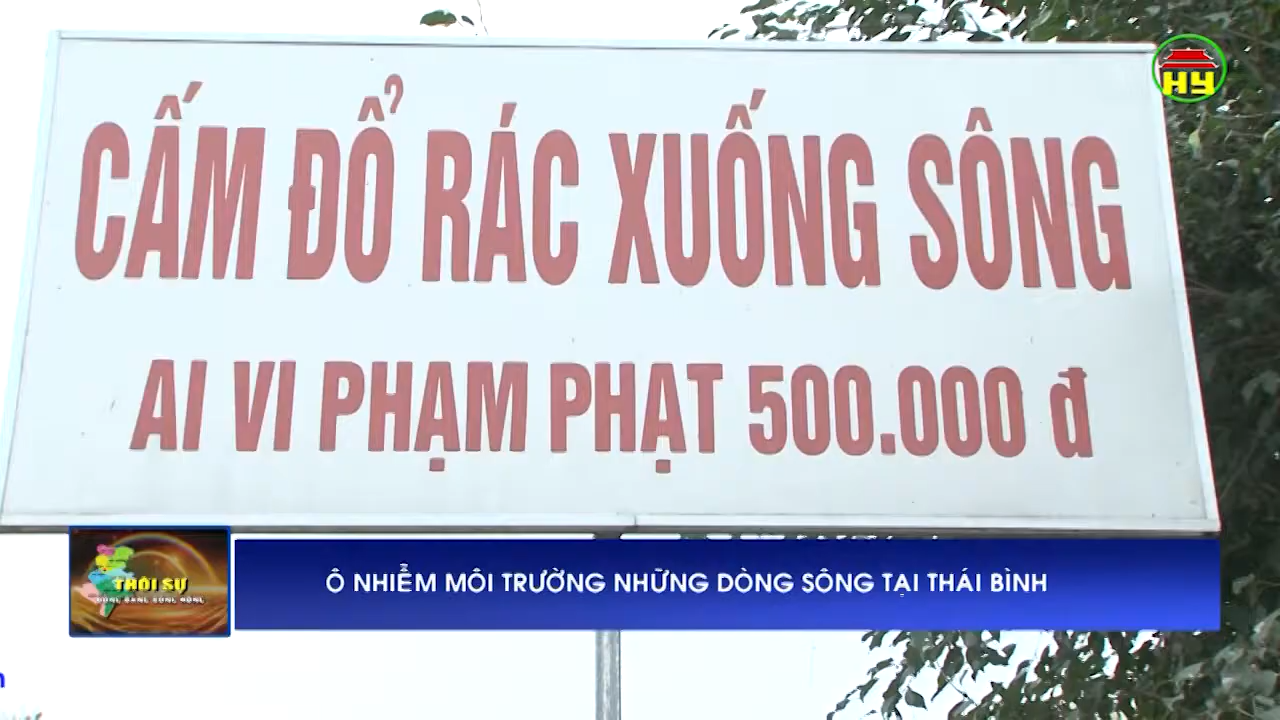 HY
CẤM ĐỔ RÁC XUỐNG SÔNG
AI VI PHẠM PHẠT 500.000 đ
THỜI SỰ
Ô NHIỄM MÔI TRƯỜNG NHỮNG DÒNG SÔNG TẠI THÁI BÌNH